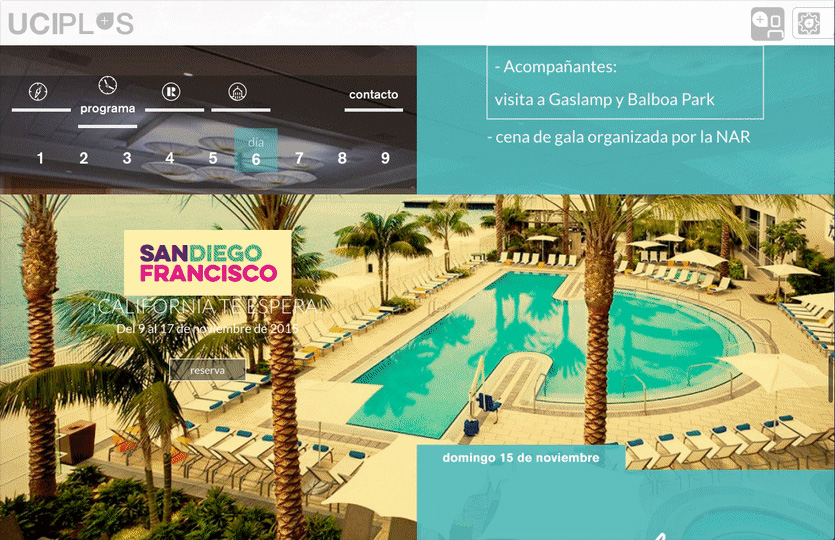 UCIPLUS
- Acompañantes:
visita a Gaslamp y Balboa Park
- cena de gala organizada por la NAR
programa
contacto
día
1 2 3 4 5 6 7 8 9
SANDIEGO
FRANCISCO
¡CALIFORNIA TE ESPERA!
Del 9 al 17 de noviembre de 2015
reserva
domingo 15 de noviembre